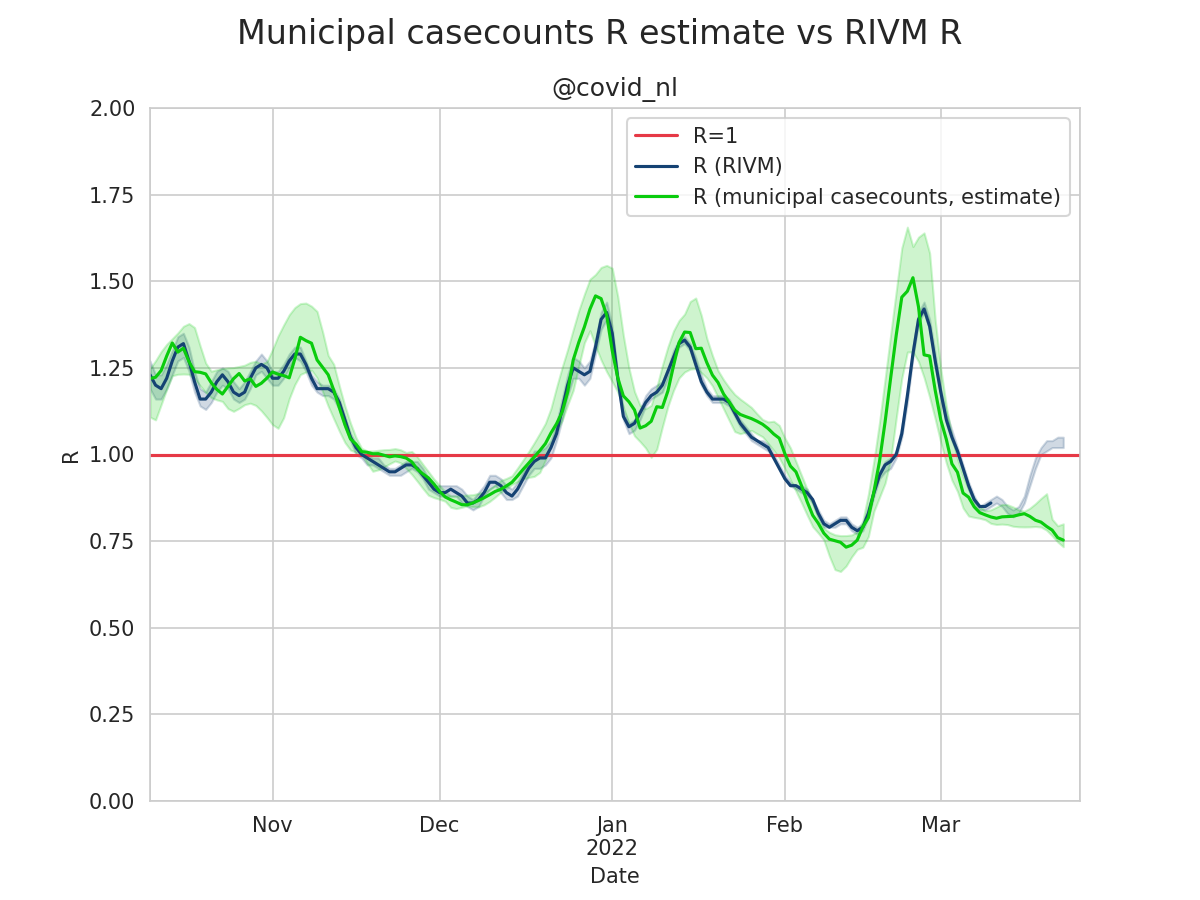 Municipal casecounts R estimate vs RIVM R
@covid_nl
R=1
R (RIVM)
R (municipal casecounts, estimate)
2.00
1.75
1.50
1.25
1.00
0.75
0.50
0.25
0.00
R
Nov
Dec
Jan
2022
Feb
Mar
Date